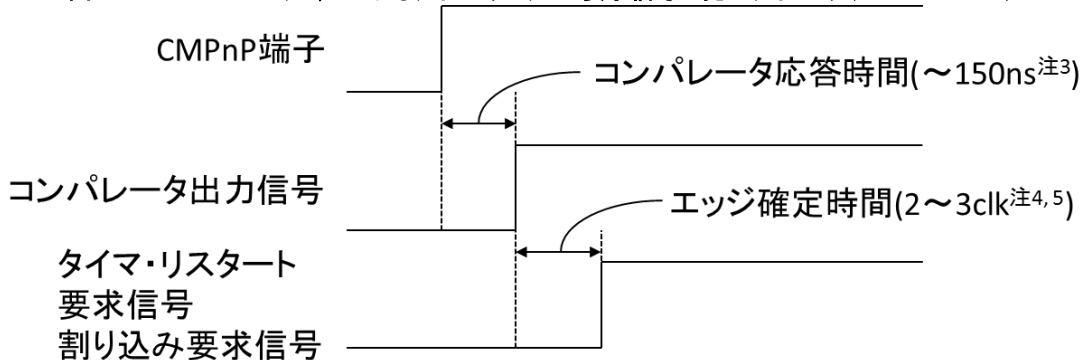 CMPnP端子
コンパレータ応答時間(～150ns注3)
コンパレータ出力信号
エッジ確定時間(2～3clk注4, 5)
タイマ・リスタート
要求信号
割り込み要求信号